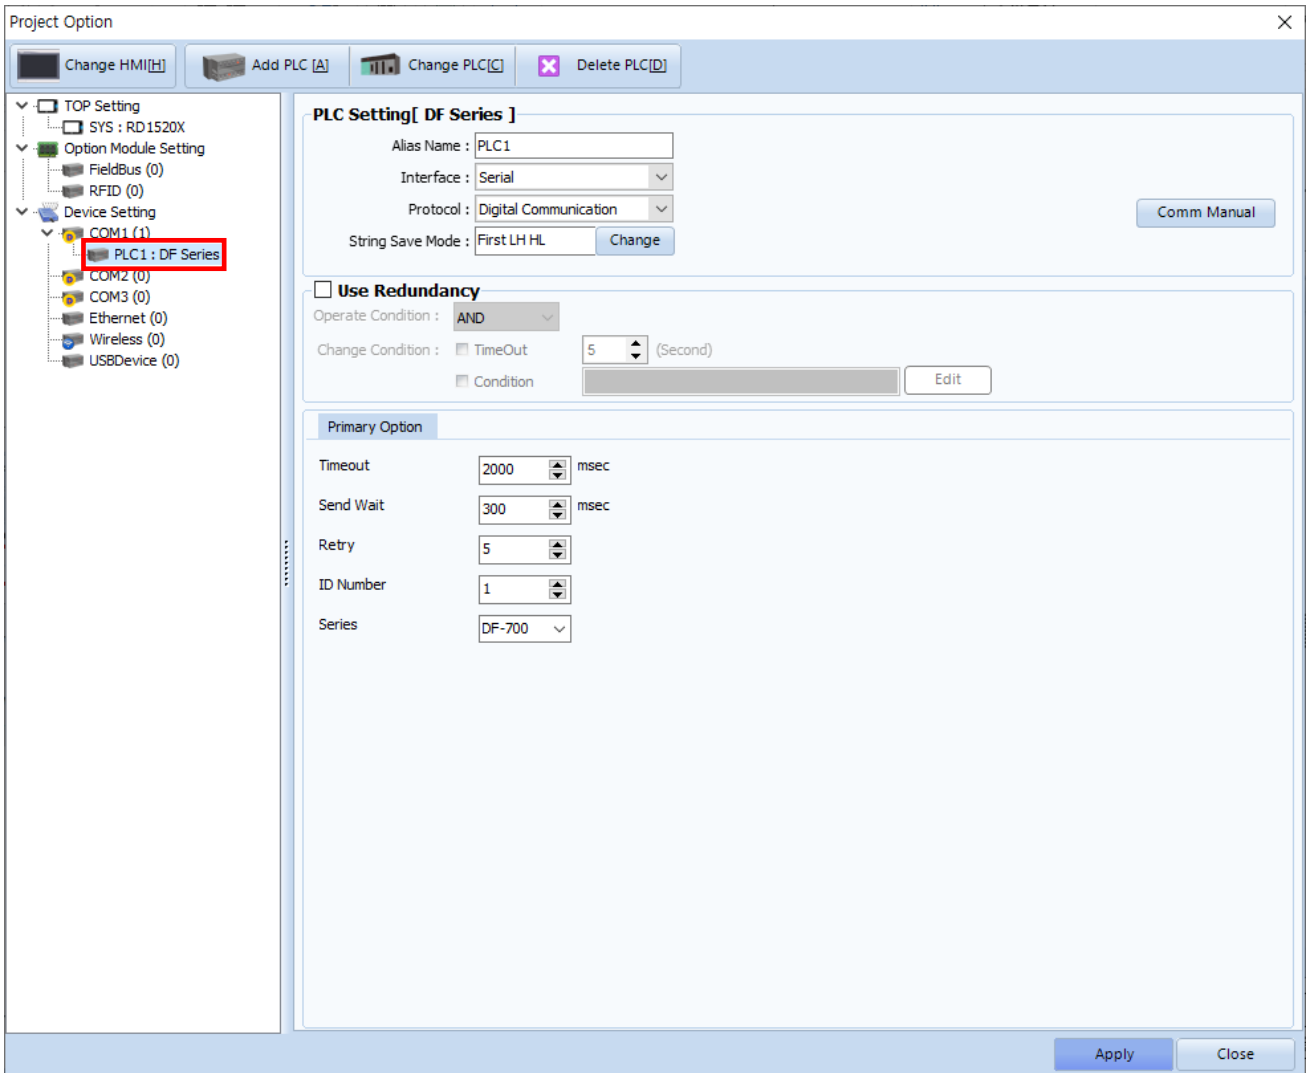 Project Option
Change HMI[H]
Add PLC [A]
Change PLC[C]
Delete PLC[D]
TOP Setting
SYS : RD1520X
Option Module Setting
FieldBus (0)
RFID (0)
Device Setting
COM1 (1)
PLC1 : DF Series
COM2 (0)
COM3 (0)
Ethernet (0)
Wireless (0)
USBDevice (0)
PLC Setting[ DF Series ]
Alias Name : PLC1
Interface : Serial
Protocol : Digital Communication
Comm Manual
String Save Mode : First LH HL Change
Use Redundancy
Operate Condition : AND
Change Condition : TimeOut 5 (Second)
Condition Edit
Primary Option
Timeout 2000 msec
Send Wait 300 msec
Retry 5
ID Number 1
Series DF-700
Apply
Close